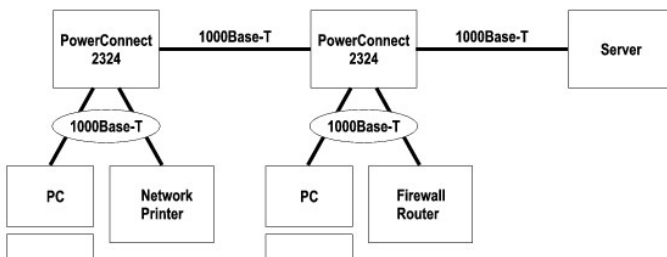 PowerConnect
2324
1000Base-T
PowerConnect
2324
1000Base-T
Server
1000Base-T
1000Base-T
PC
Network
Printer
PC
Firewall
Router